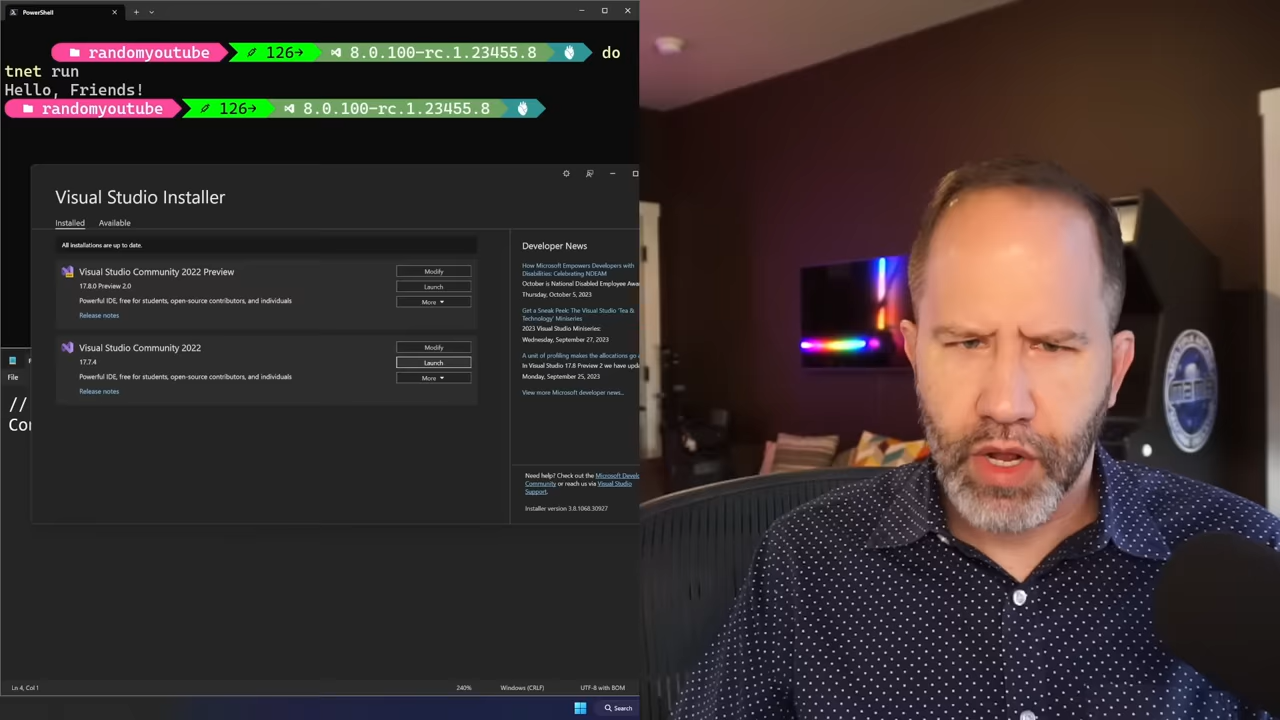 PowerShell
randomyoutube 126 8.0.100-rc.1.23455.8 do
tnet run
Hello, Friends!
randomyoutube 126 8.0.100-rc.1.23455.8
Visual Studio Installer
Installed Available
All installations are up to date.
Visual Studio Community 2022 Preview
17.8.0 Preview 2.0
Powerful IDE, free for students, open-source contributors, and individuals
Release notes
Modify
Launch
More
Visual Studio Community 2022
17.7.4
Powerful IDE, free for students, open-source contributors, and individuals
Release notes
Modify
Launch
More
Developer News
How Microsoft Empowers Developers with
Disabilities: Celebrating NDEAM
October is National Disabled Employee Awa
Thursday, October 5, 2023
Get a Sneak Peek: The Visual Studio 'Tea &
Technology' Miniseries
2023 Visual Studio Miniseries:
Wednesday, September 27, 2023
A unit of profiling makes the allocations go a
In Visual Studio 17.8 Preview 2 we have upda
Monday, September 25, 2023
View more Microsoft developer news...
Need help? Check out the Microsoft Devel
Community or reach us via Visual Studio
Support.
Installer version 3.8.1068.30927
File
//
Con
Ln 4, Col 1 240% Windows (CRLF) UTF-8 with BOM
Search